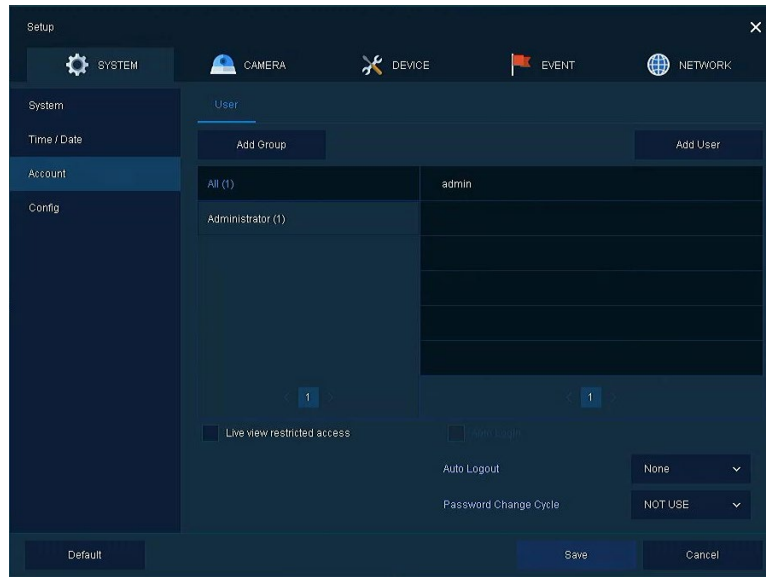 Setup
SYSTEM CAMERA DEVICE EVENT NETWORK
System User
Time / Date Add Group Add User
Account All (1) admin
Config Administrator (1)
1 1
Live view restricted access Auto Login
Auto Logout None
Password Change Cycle NOT USE
Default Save Cancel